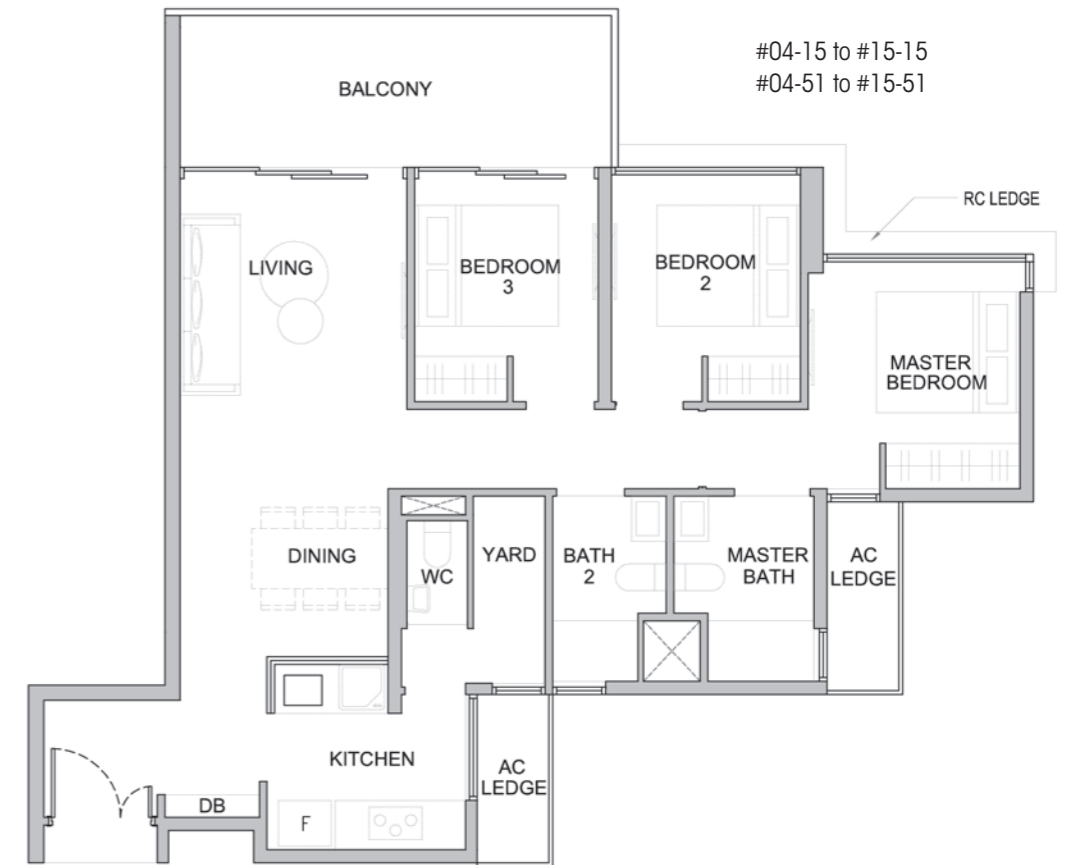 #04-15 to #15-15
#04-51 to #15-51
BALCONY
RC LEDGE
LIVING
BEDROOM
3
BEDROOM
2
MASTER
BEDROOM
DINING
WC
YARD
BATH
2
MASTER
BATH
AC
LEDGE
KITCHEN
AC
LEDGE
DB
F